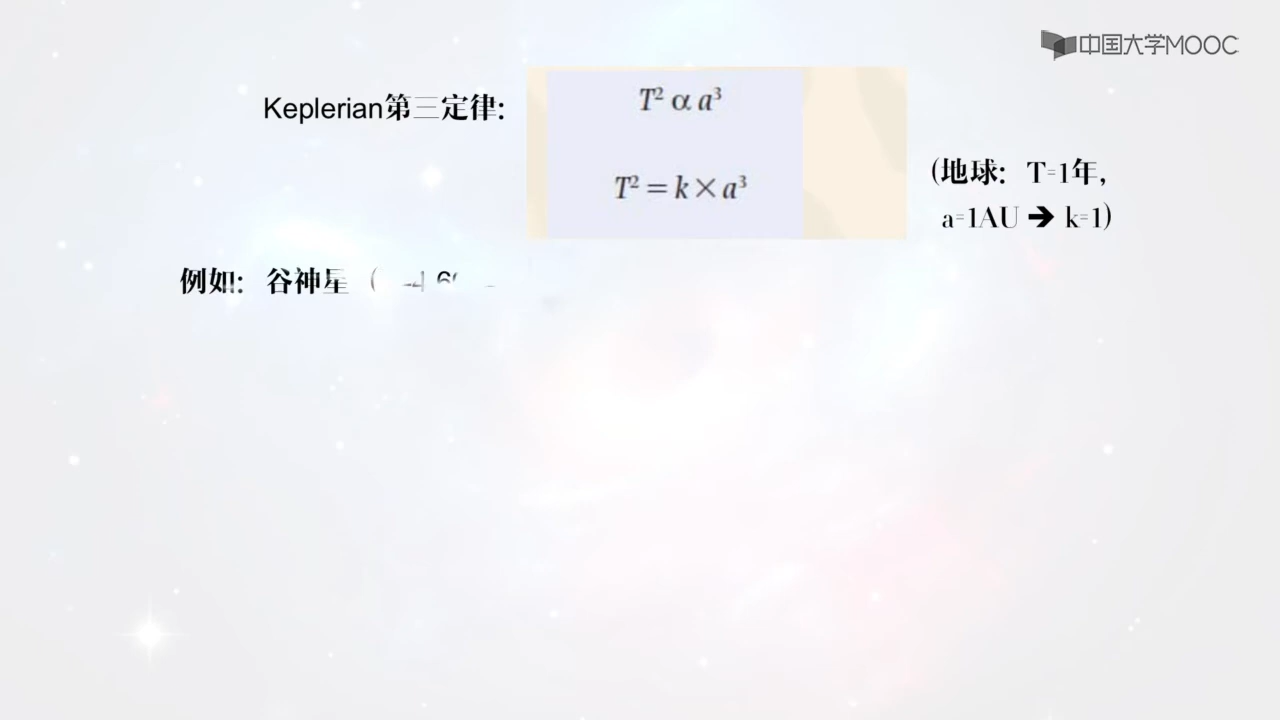 中国大学MOOC
Keplerian第三定律:
T² α a³
T² = k × a³
(地球: T=1年,
a=1AU ➔ k=1)
例如: 谷神星 (